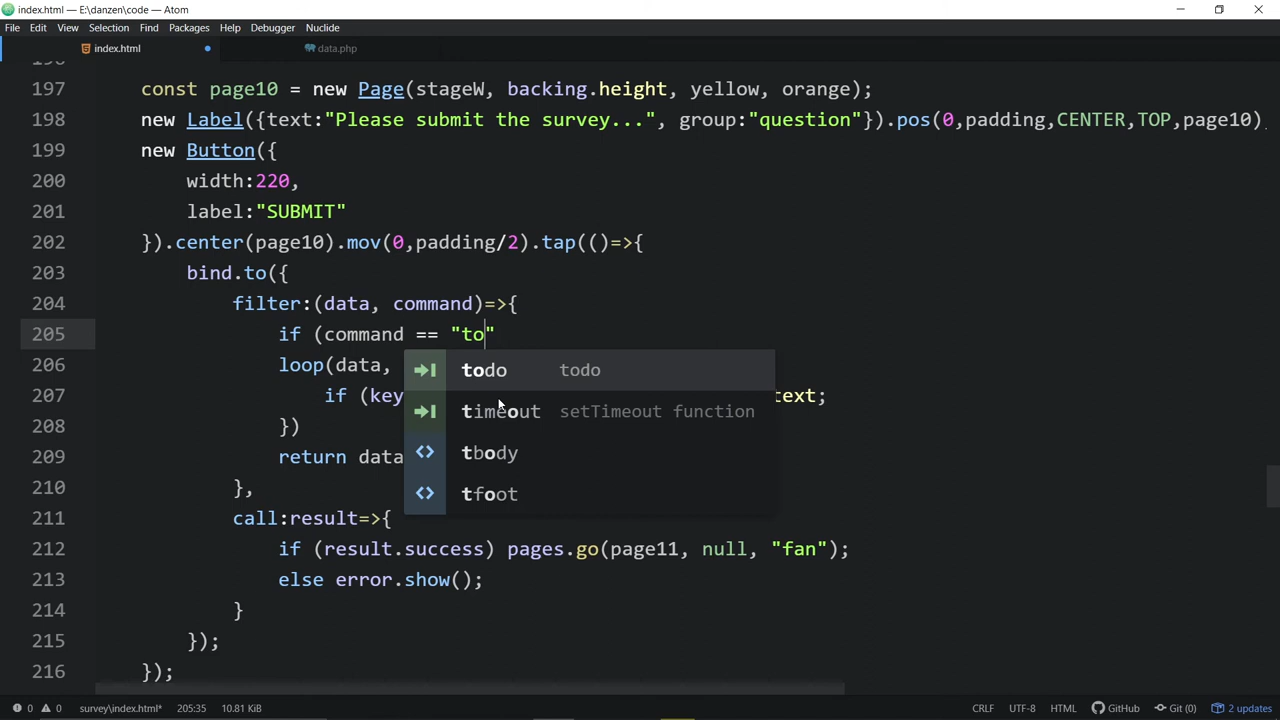 index.html — E:\danzen\code — Atom
File Edit View Selection Find Packages Help Debugger Nuclide
index.html data.php
197 const page10 = new Page(stageW, backing.height, yellow, orange);
198 new Label({text:"Please submit the survey...", group:"question"}).pos(0,padding,CENTER,TOP,page10)
199 new Button({
200 width:220,
201 label:"SUBMIT"
202 }).center(page10).mov(0,padding/2).tap(()=>{
203 bind.to({
204 filter:(data, command)=>{
205 if (command == "to"
206 loop(data,
todo todo
207 if (key text;
timeout setTimeout function
208 })
tbody
209 return data
tfoot
210 },
211 call:result=>{
212 if (result.success) pages.go(page11, null, "fan");
213 else error.show();
214 }
215 });
216 });
0 0 survey\index.html* 205:35 10.81 KiB CRLF UTF-8 HTML GitHub Git (0) 2 updates